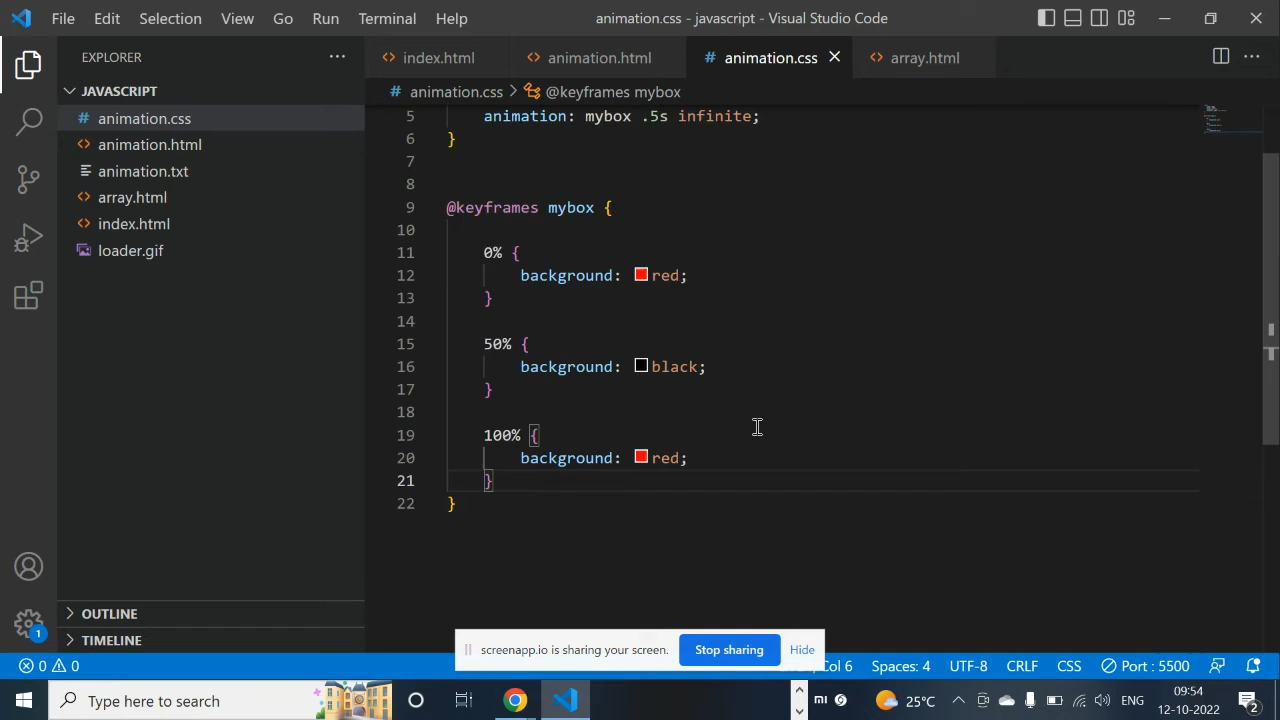 File Edit Selection View Go Run Terminal Help animation.css - javascript - Visual Studio Code
EXPLORER
index.html animation.html # animation.css array.html
JAVASCRIPT
# animation.css > @keyframes mybox
# animation.css
animation.html
animation.txt
array.html
index.html
loader.gif
5 animation: mybox .5s infinite;
6 }
7
8
9 @keyframes mybox {
10
11 0% {
12 background: red;
13 }
14
15 50% {
16 background: black;
17 }
18
19 100% {
20 background: red;
21 }
22 }
OUTLINE
TIMELINE
1
screenapp.io is sharing your screen. Stop sharing Hide
0 0 Col 6 Spaces: 4 UTF-8 CRLF CSS Port : 5500
Type here to search
25°C ENG
09:54
12-10-2022
2